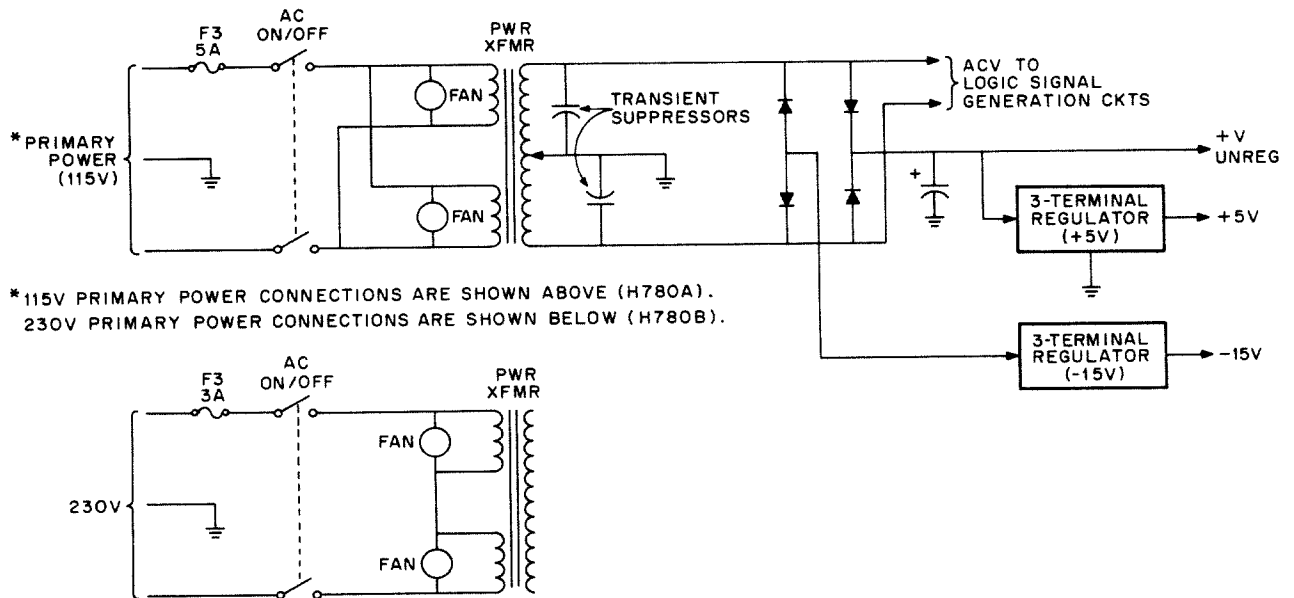 F3
5A
AC
ON/OFF
PWR
XFMR
FAN
FAN
*PRIMARY
POWER
(115V)
TRANSIENT
SUPPRESSORS
ACV TO
LOGIC SIGNAL
GENERATION CKTS
+V
UNREG
+
3-TERMINAL
REGULATOR
(+5V)
+5V
*115V PRIMARY POWER CONNECTIONS ARE SHOWN ABOVE (H780A).
230V PRIMARY POWER CONNECTIONS ARE SHOWN BELOW (H780B).
3-TERMINAL
REGULATOR
(-15V)
-15V
F3
3A
AC
ON/OFF
PWR
XFMR
FAN
230V
FAN